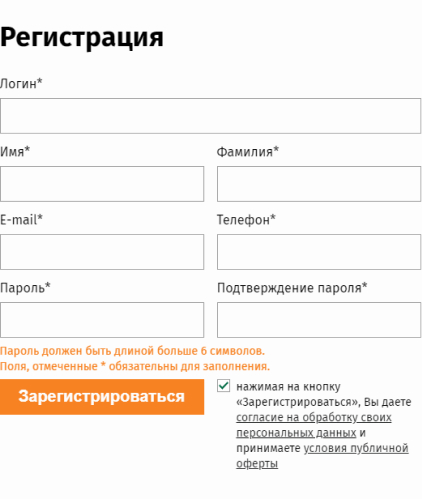 Регистрация
Логин*
Имя*
Фамилия*
E-mail*
Телефон*
Пароль*
Подтверждение пароля*
Пароль должен быть длиной больше 6 символов.
Поля, отмеченные * обязательны для заполнения.
Зарегистрироваться
нажимая на кнопку
«Зарегистрироваться», Вы даете
согласие на обработку своих
персональных данных и
принимаете условия публичной
оферты